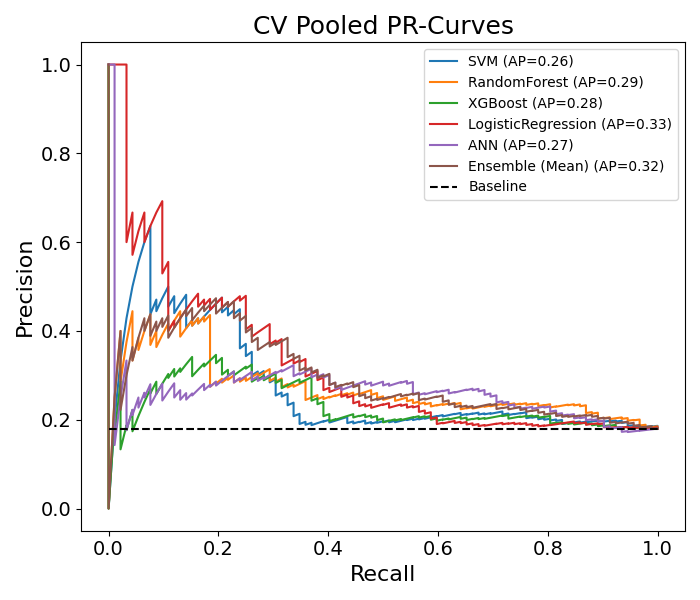 CV Pooled PR-Curves
SVM (AP=0.26)
RandomForest (AP=0.29)
XGBoost (AP=0.28)
LogisticRegression (AP=0.33)
ANN (AP=0.27)
Ensemble (Mean) (AP=0.32)
Baseline
Precision
1.0
0.8
0.6
0.4
0.2
0.0
0.0 0.2 0.4 0.6 0.8 1.0
Recall